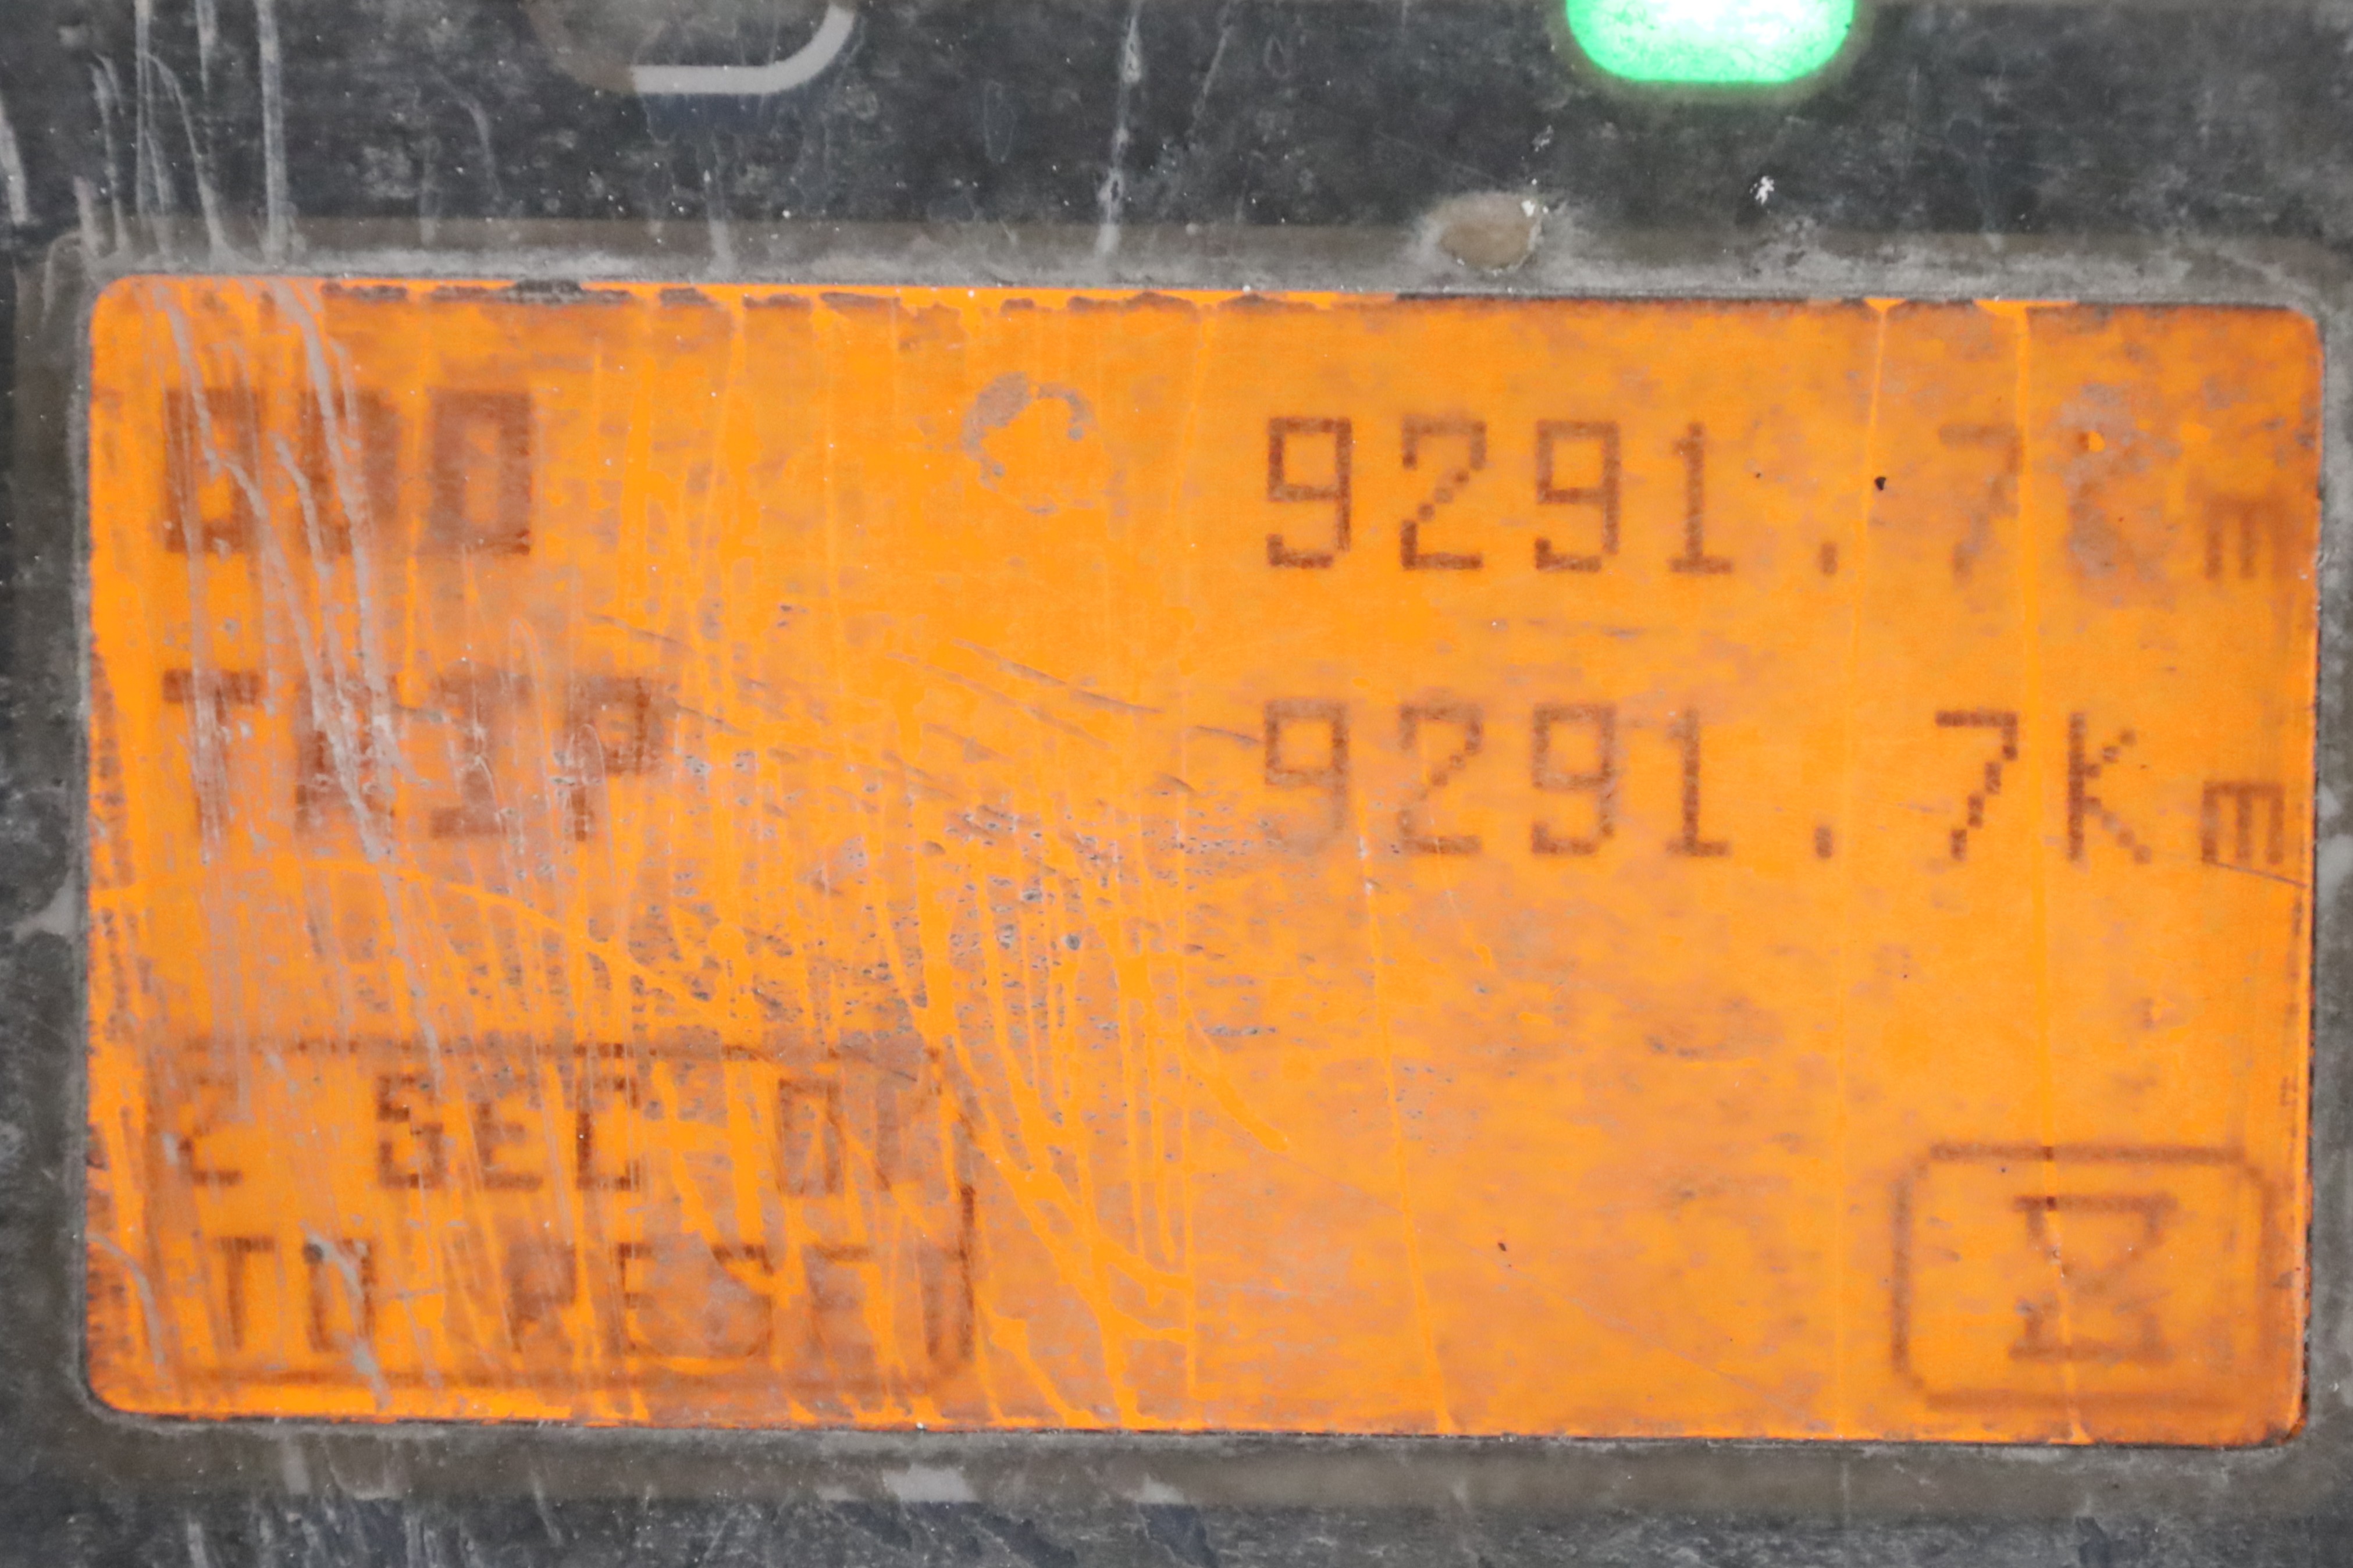 ODO 9291.7Km
TRIP 9291.7Km
2 SEC ON
TO RESET